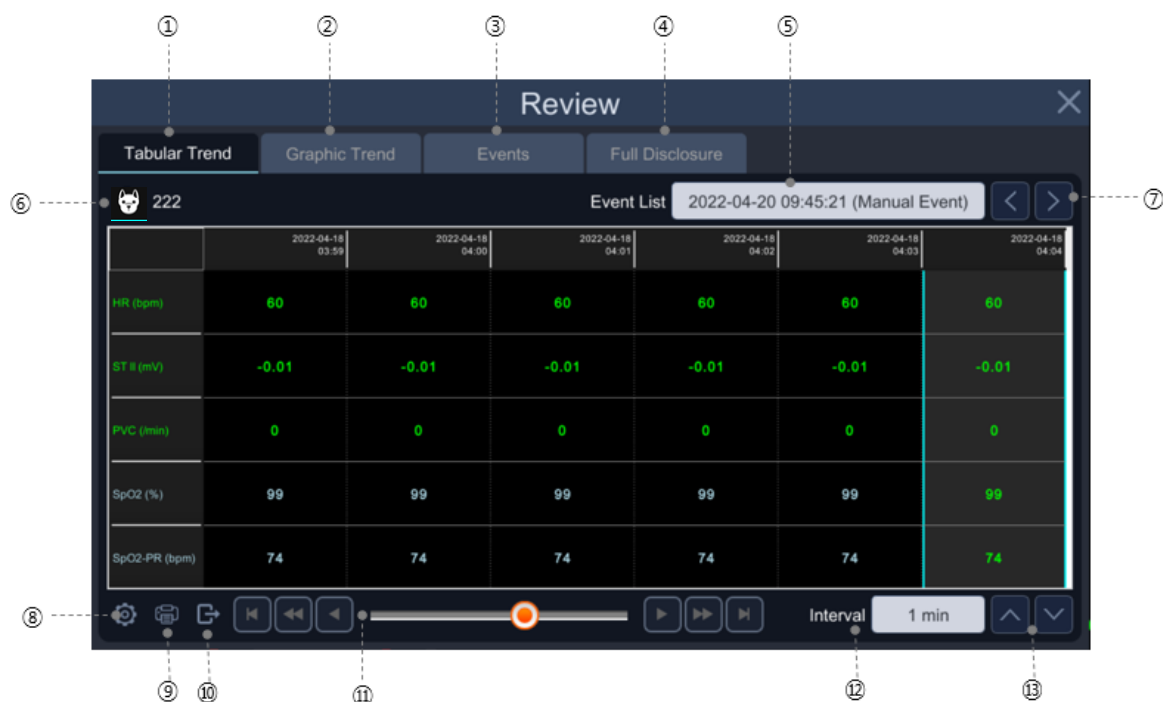 ① ② ③ ④ ⑤
Review
Tabular Trend Graphic Trend Events Full Disclosure
⑥ 222 Event List 2022-04-20 09:45:21 (Manual Event) < > ⑦
2022-04-18 2022-04-18 2022-04-18 2022-04-18 2022-04-18 2022-04-18
03:59 04:00 04:01 04:02 04:03 04:04
HR (bpm) 60 60 60 60 60 60
ST II (mV) -0.01 -0.01 -0.01 -0.01 -0.01 -0.01
PVC (/min) 0 0 0 0 0 0
SpO2 (%) 99 99 99 99 99 99
SpO2-PR (bpm) 74 74 74 74 74 74
⑧ Interval 1 min
⑨ ⑩ ⑪ ⑫ ⑬